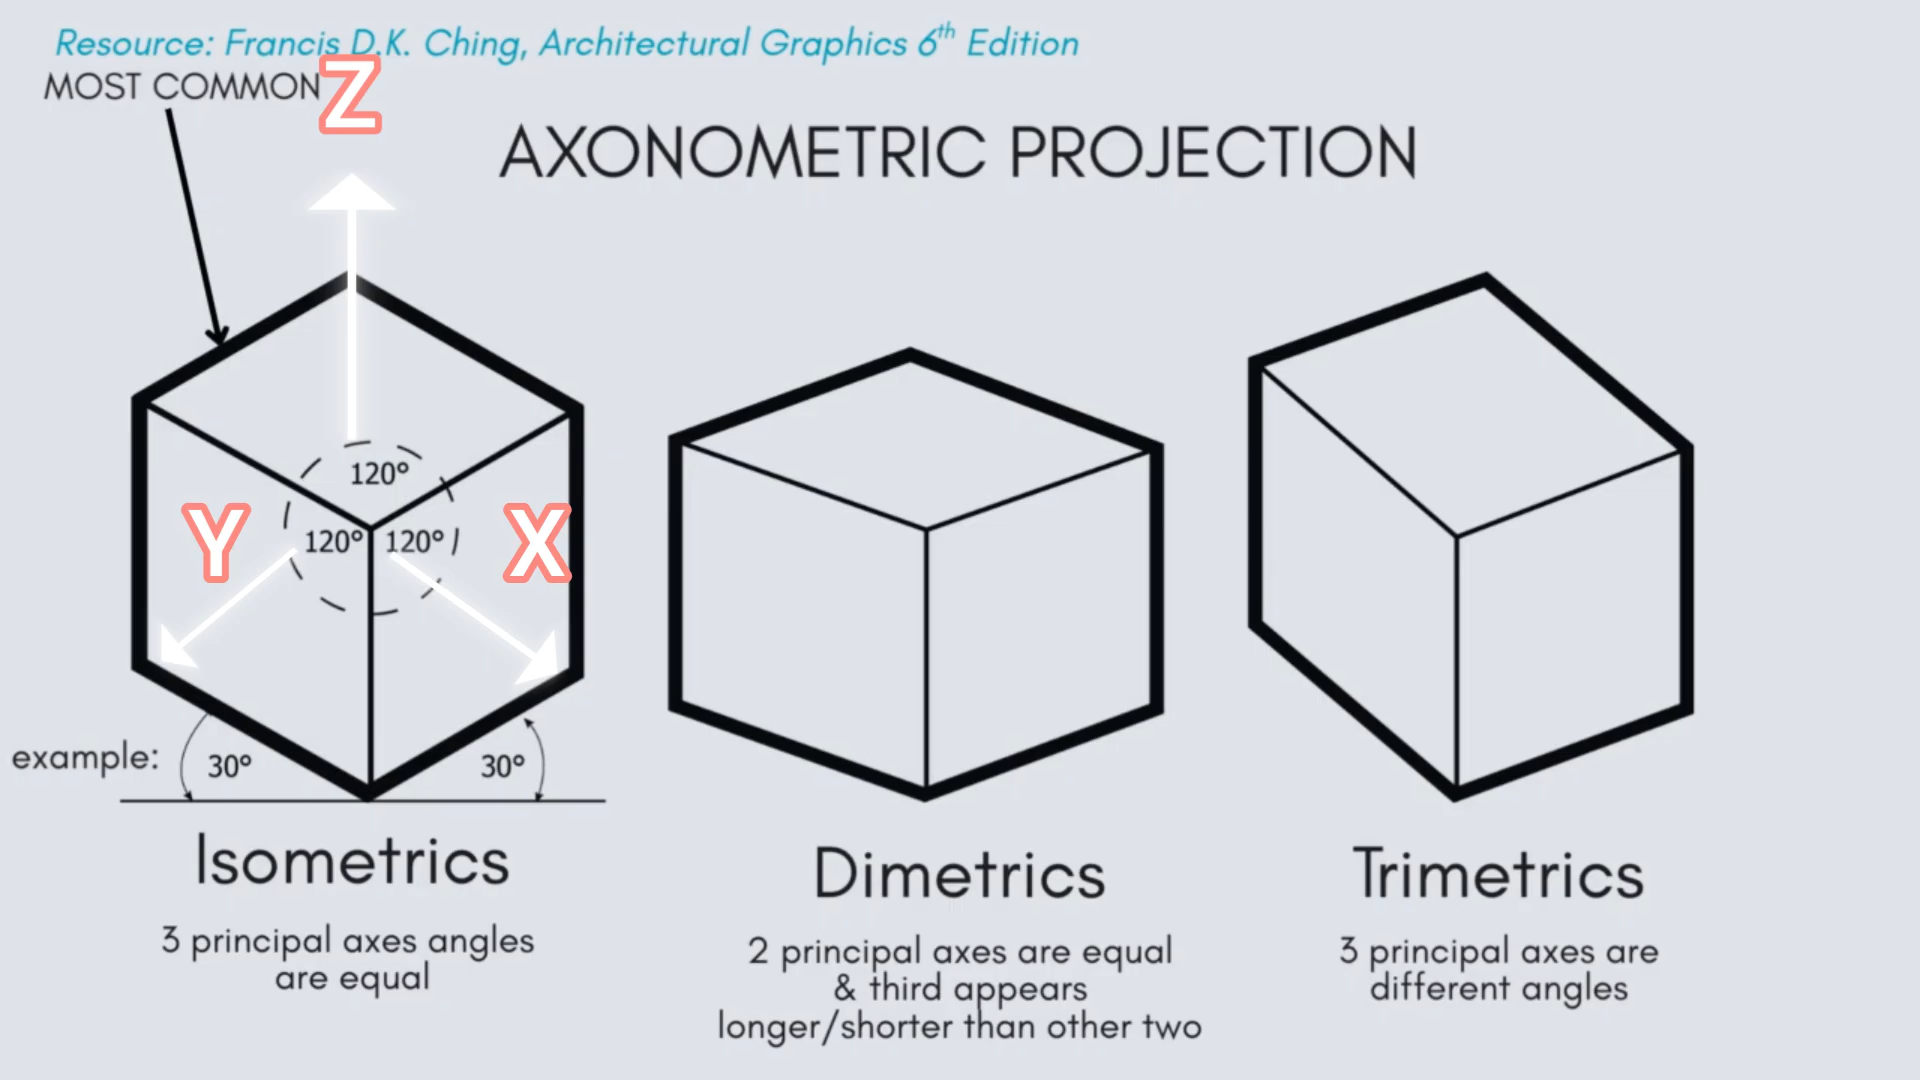 Resource: Francis D.K. Ching, Architectural Graphics 6th Edition
MOST COMMON
Z
AXONOMETRIC PROJECTION
120°
Y
120°
120°
X
example:
30°
30°
Isometrics
3 principal axes angles
are equal
Dimetrics
2 principal axes are equal
& third appears
longer/shorter than other two
Trimetrics
3 principal axes are
different angles